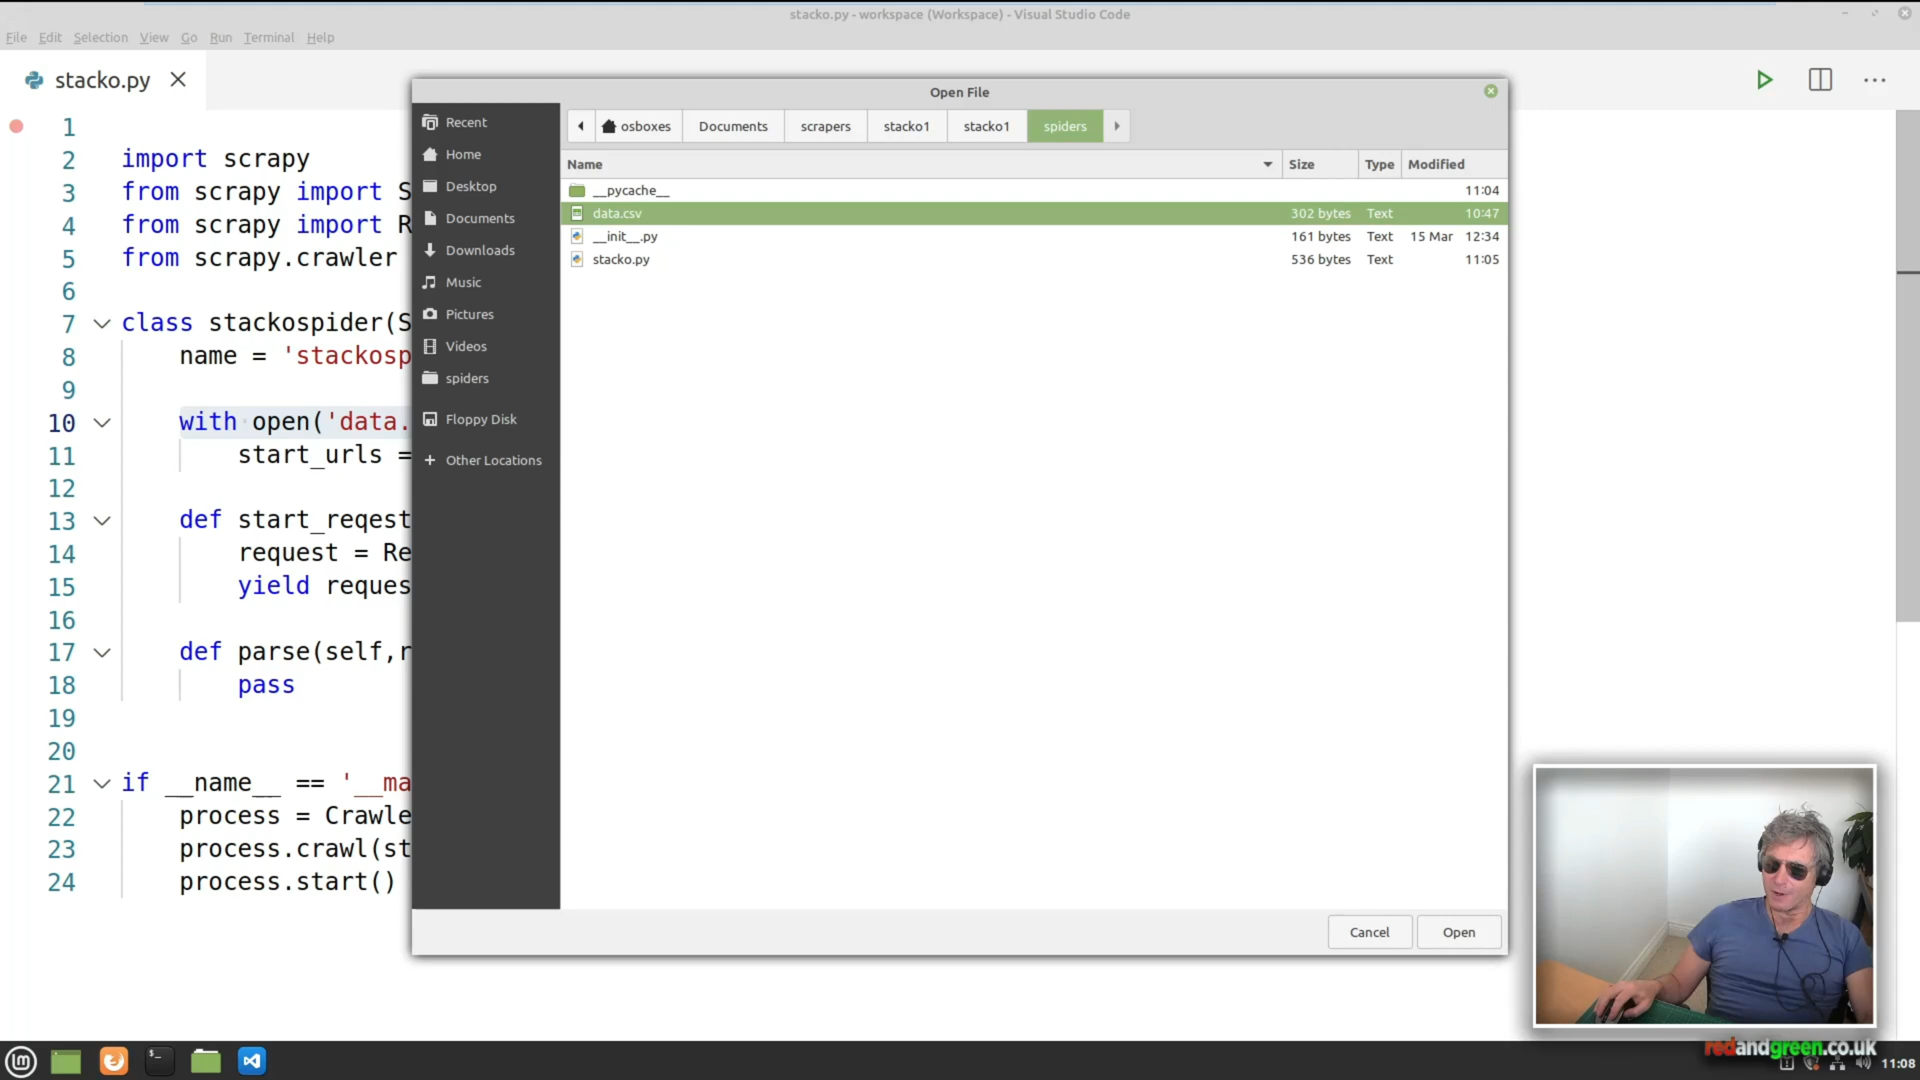 stacko.py - workspace (Workspace) - Visual Studio Code
File Edit Selection View Go Run Terminal Help
stacko.py
Open File
Recent
Home
Desktop
Documents
Downloads
Music
Pictures
Videos
spiders
Floppy Disk
Other Locations
osboxes Documents scrapers stacko1 stacko1 spiders
Name Size Type Modified
__pycache__ 11:04
data.csv 302 bytes Text 10:47
__init__.py 161 bytes Text 15 Mar 12:34
stacko.py 536 bytes Text 11:05
Cancel Open
1
2 import scrapy
3 from scrapy import S
4 from scrapy import R
5 from scrapy.crawler
6
7 class stackospider(S
8 name = 'stackosp
9
10 with open('data.
11 start_urls =
12
13 def start_reqest
14 request = Re
15 yield reques
16
17 def parse(self,r
18 pass
19
20
21 if __name__ == '__ma
22 process = Crawle
23 process.crawl(st
24 process.start()
redandgreen.co.uk
11:08